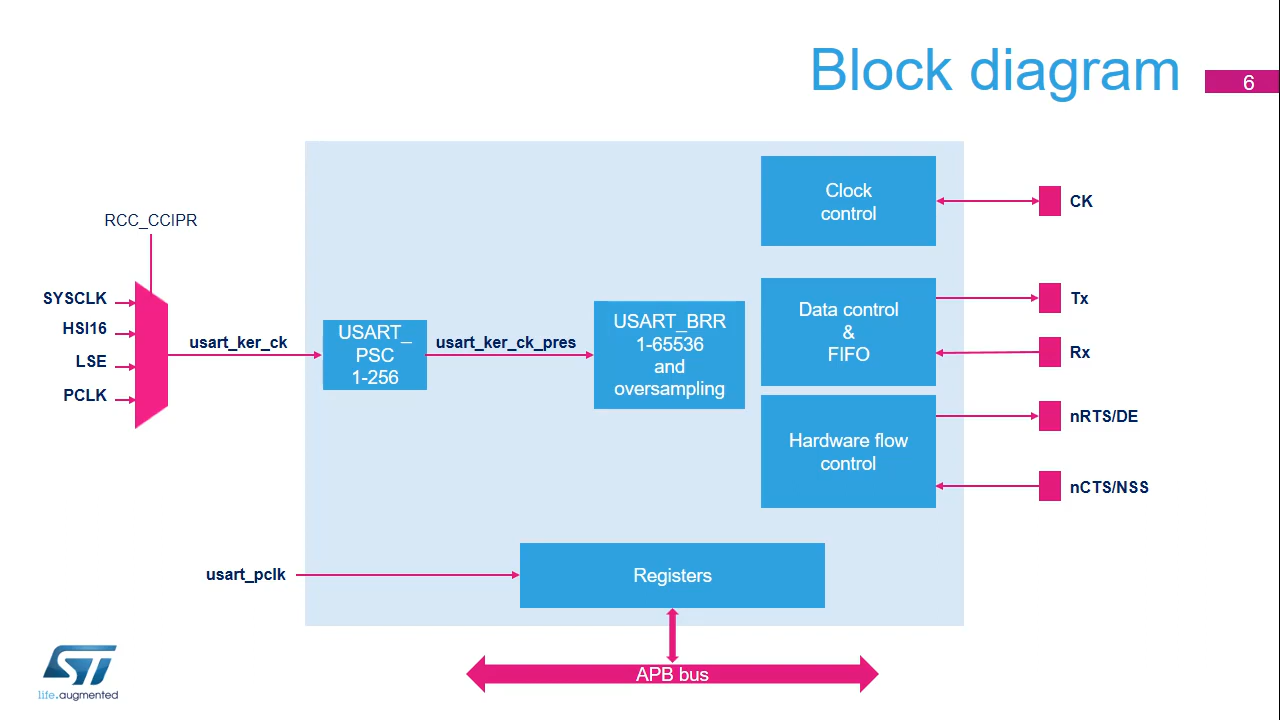 Block diagram
6
RCC_CCIPR
SYSCLK
HSI16
LSE
PCLK
usart_ker_ck
USART_
PSC
1-256
usart_ker_ck_pres
USART_BRR
1-65536
and
oversampling
Clock
control
CK
Data control
&
FIFO
Tx
Rx
Hardware flow
control
nRTS/DE
nCTS/NSS
usart_pclk
Registers
APB bus
ST
life.augmented